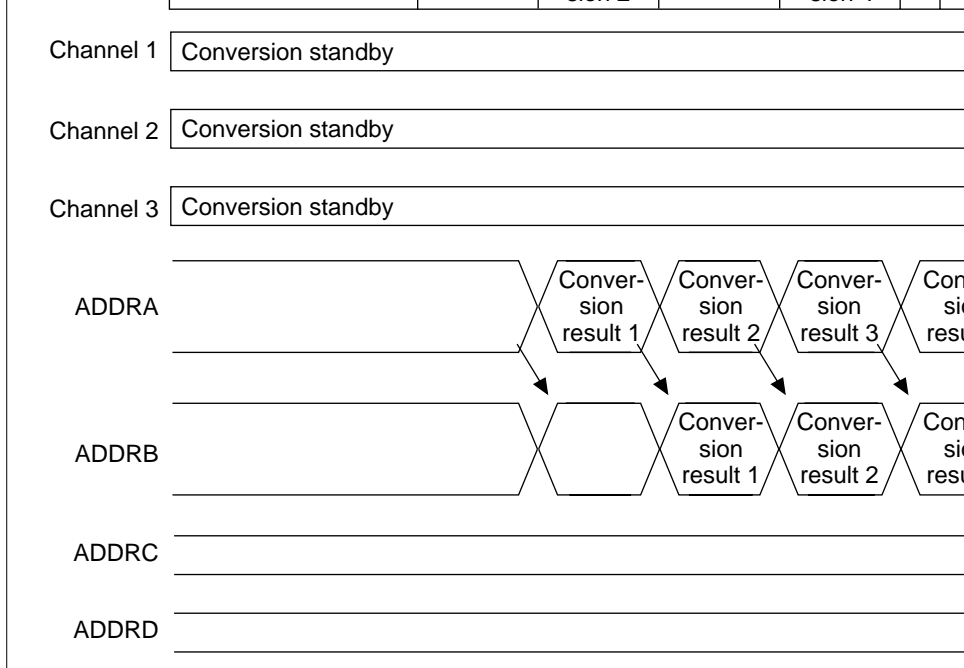 Channel 1 Conversion standby
Channel 2 Conversion standby
Channel 3 Conversion standby
ADDRA
Conver-
sion
result 1
Conver-
sion
result 2
Conver-
sion
result 3
ADDRB
Conver-
sion
result 1
Conver-
sion
result 2
ADDRC
ADDRD